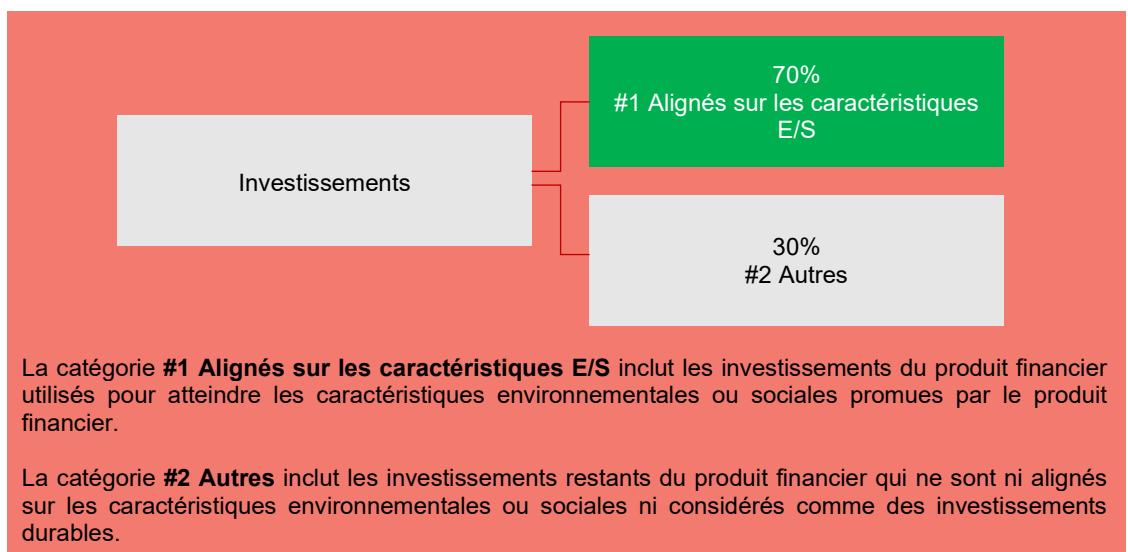 70%
#1 Alignés sur les caractéristiques
E/S
Investissements
30%
#2 Autres
La catégorie #1 Alignés sur les caractéristiques E/S inclut les investissements du produit financier
utilisés pour atteindre les caractéristiques environnementales ou sociales promues par le produit
financier.
La catégorie #2 Autres inclut les investissements restants du produit financier qui ne sont ni alignés
sur les caractéristiques environnementales ou sociales ni considérés comme des investissements
durables.